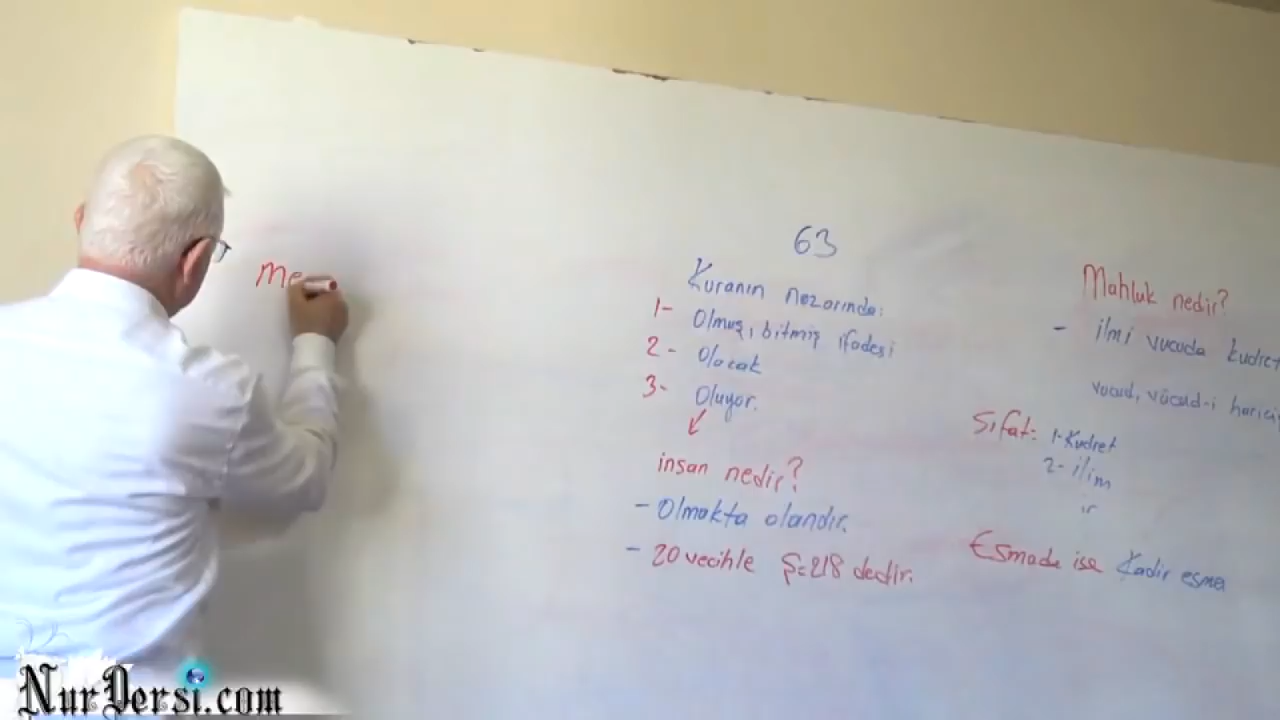 Me
63
Kuranın nazarında:
1- Olmuş, bitmiş ifadesi
2- Olacak
3- Oluyor.
insan nedir?
- Olmakta olandır.
- 20 vecihle Ş:218 dedir.
Mahluk nedir?
- ilmi vucuda kudret
vucud, vücud-i harici
Sıfat: 1-Kudret
2- ilim
ır
Esmada ise Kadir esma
NurDersi.com